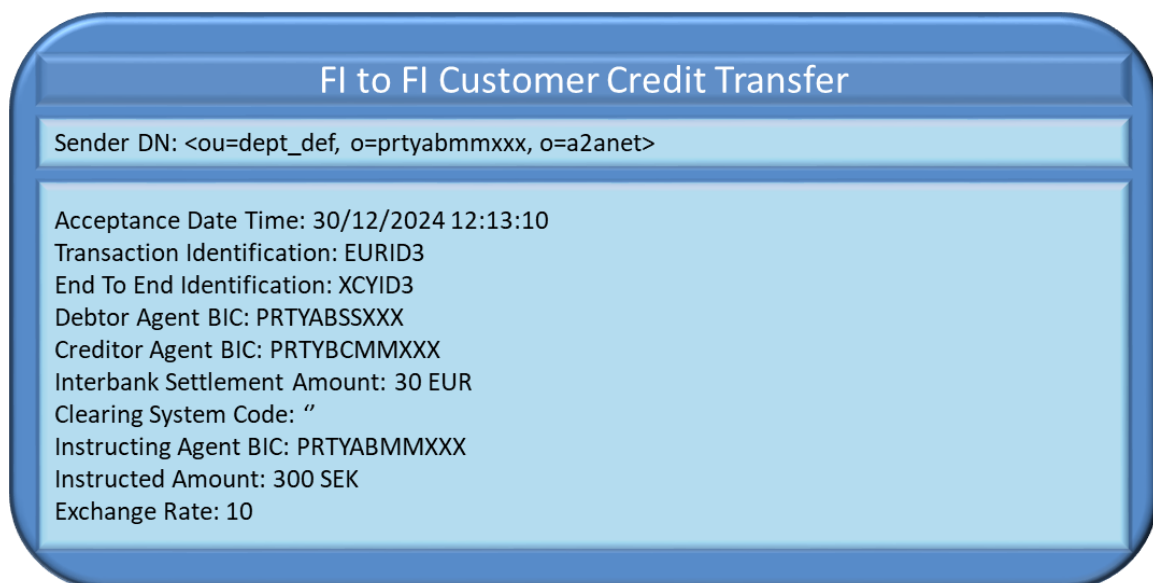 FI to FI Customer Credit Transfer
Sender DN: <ou=dept_def, o=prtyabmmxxx, o=a2anet>
Acceptance Date Time: 30/12/2024 12:13:10
Transaction Identification: EURID3
End To End Identification: XCYID3
Debtor Agent BIC: PRTYABSSXXX
Creditor Agent BIC: PRTYBCMMXXX
Interbank Settlement Amount: 30 EUR
Clearing System Code: ‘’
Instructing Agent BIC: PRTYABMMXXX
Instructed Amount: 300 SEK
Exchange Rate: 10